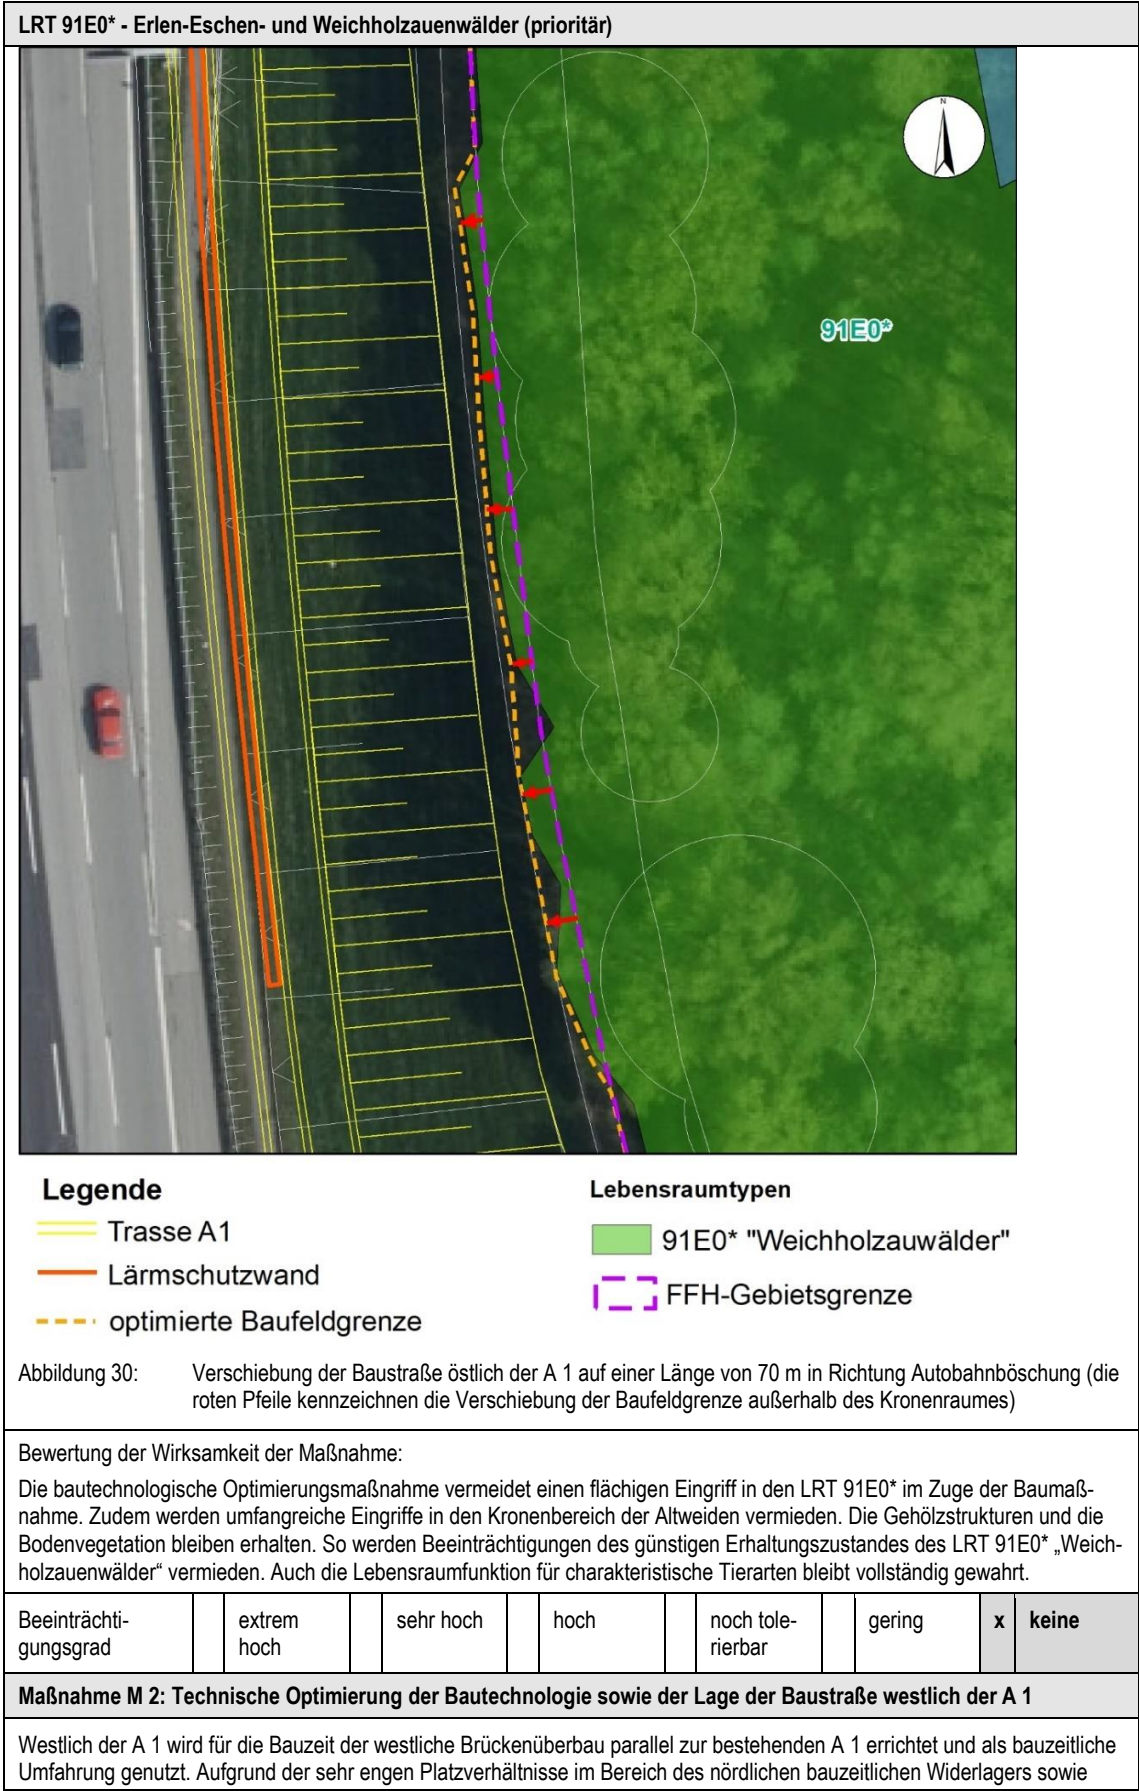 LRT 91E0* - Erlen-Eschen- und Weichholzauenwälder (prioritär)
N
91E0*
Legende
Trasse A1
Lärmschutzwand
optimierte Baufeldgrenze
Lebensraumtypen
91E0* "Weichholzauwälder"
FFH-Gebietsgrenze
Abbildung 30: Verschiebung der Baustraße östlich der A 1 auf einer Länge von 70 m in Richtung Autobahnböschung (die
roten Pfeile kennzeichnen die Verschiebung der Baufeldgrenze außerhalb des Kronenraumes)
Bewertung der Wirksamkeit der Maßnahme:
Die bautechnologische Optimierungsmaßnahme vermeidet einen flächigen Eingriff in den LRT 91E0* im Zuge der Baumaß-
nahme. Zudem werden umfangreiche Eingriffe in den Kronenbereich der Altweiden vermieden. Die Gehölzstrukturen und die
Bodenvegetation bleiben erhalten. So werden Beeinträchtigungen des günstigen Erhaltungszustandes des LRT 91E0* „Weich-
holzauenwälder“ vermieden. Auch die Lebensraumfunktion für charakteristische Tierarten bleibt vollständig gewahrt.
Beeinträchti- extrem sehr hoch hoch noch tole- gering x keine
gungsgrad hoch rierbar
Maßnahme M 2: Technische Optimierung der Bautechnologie sowie der Lage der Baustraße westlich der A 1
Westlich der A 1 wird für die Bauzeit der westliche Brückenüberbau parallel zur bestehenden A 1 errichtet und als bauzeitliche
Umfahrung genutzt. Aufgrund der sehr engen Platzverhältnisse im Bereich des nördlichen bauzeitlichen Widerlagers sowie